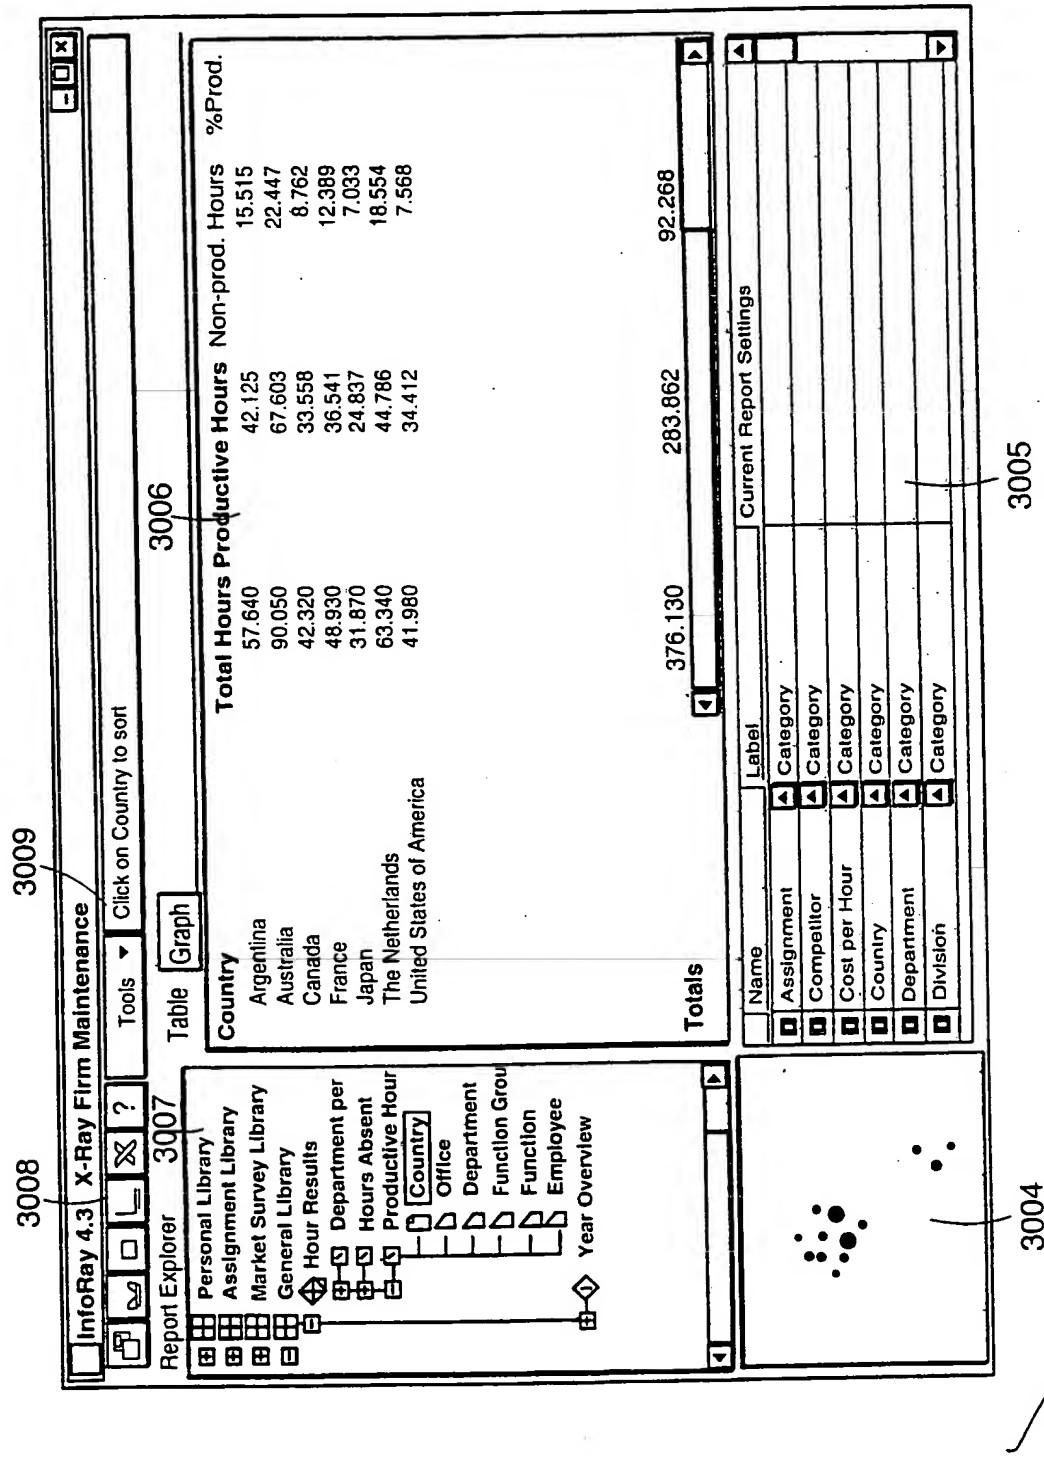 3008
3009
InfoRay 4.3 X-Ray Firm Maintenance
? Tools Click on Country to sort
Report Explorer
3007
Table Graph
3006
Personal Library
Assignment Library
Market Survey Library
General Library
Hour Results
Department per
Hours Absent
Productive Hour
Country
Office
Department
Function Grou
Function
Employee
Year Overview
Country Total Hours Productive Hours Non-prod. Hours %Prod.
Argentina 57.640 42.125 15.515
Australia 90.050 67.603 22.447
Canada 42.320 33.558 8.762
France 48.930 36.541 12.389
Japan 31.870 24.837 7.033
The Netherlands 63.340 44.786 18.554
United States of America 41.980 34.412 7.568
Totals 376.130 283.862 92.268
Name Label Current Report Settings
Assignment Category
Competitor Category
Cost per Hour Category
Country Category
Department Category
Division Category
3004
3005